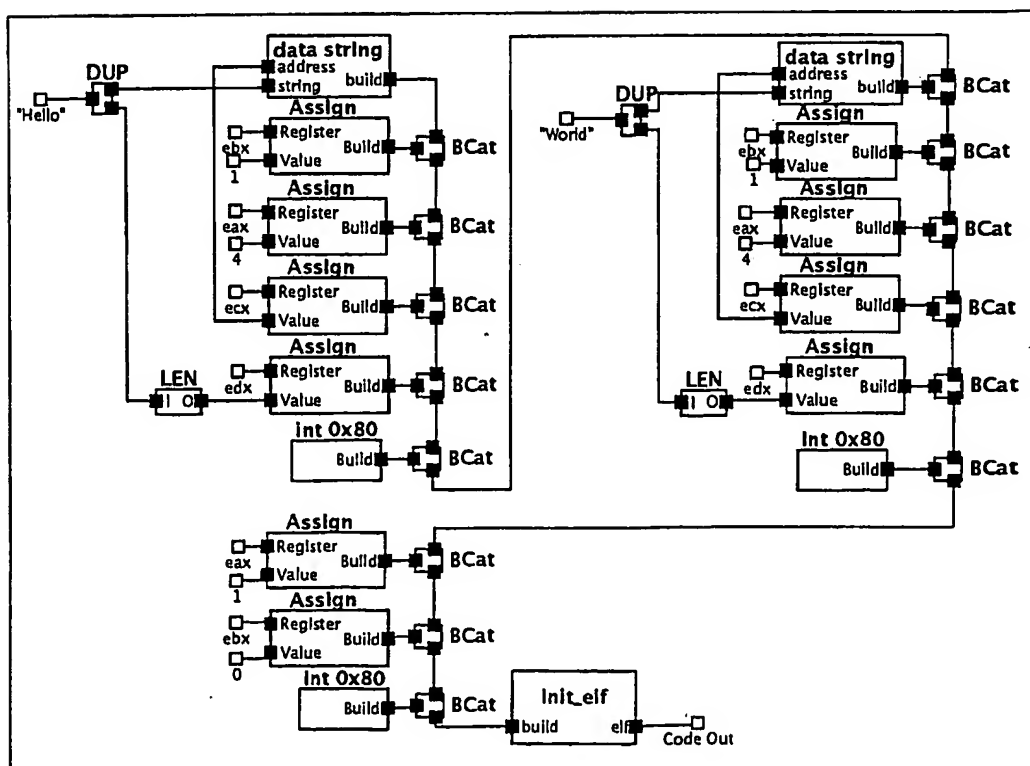 data string
DUP
address
build
string
"Hello"
Assign
Register
Build
BCat
ebx
Value
1
Assign
Register
Build
BCat
eax
Value
4
Assign
Register
Build
BCat
ecx
Value
Assign
LEN
Register
Build
BCat
edx
I O
Value
int 0x80
Build
BCat
data string
DUP
address
build
BCat
string
"World"
Assign
Register
Build
BCat
ebx
Value
1
Assign
Register
Build
BCat
eax
Value
4
Assign
Register
Build
BCat
ecx
Value
Assign
LEN
Register
Build
BCat
edx
I O
Value
Int 0x80
Build
BCat
Assign
Register
Build
BCat
eax
Value
1
Assign
Register
Build
BCat
ebx
Value
0
int 0x80
Build
BCat
Init_elf
build
elf
Code Out